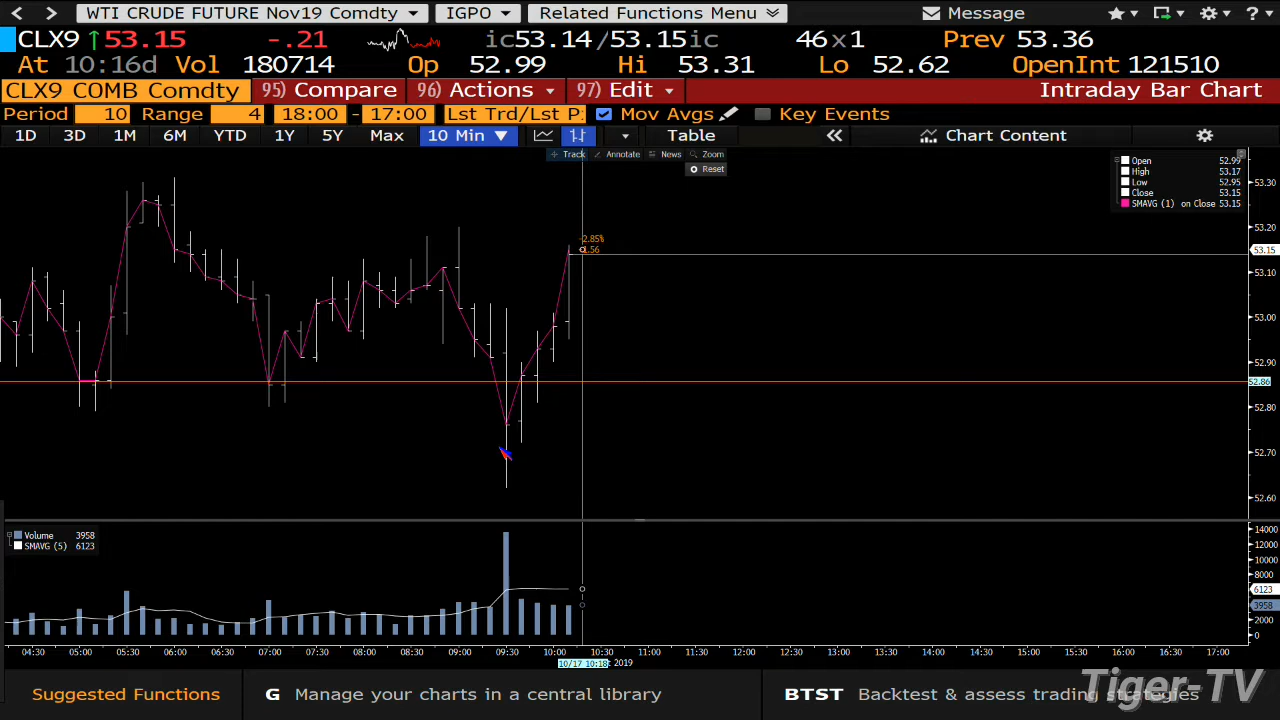 WTI CRUDE FUTURE Nov19 Comdty IGPO Related Functions Menu Message
CLX9 ↑53.15 -.21 ic53.14/53.15ic 46x1 Prev 53.36
At 10:16d Vol 180714 Op 52.99 Hi 53.31 Lo 52.62 OpenInt 121510
CLX9 COMB Comdty 95) Compare 96) Actions 97) Edit Intraday Bar Chart
Period 10 Range 4 18:00 - 17:00 Lst Trd/Lst P: Mov Avgs Key Events
1D 3D 1M 6M YTD 1Y 5Y Max 10 Min Table Chart Content
Track Annotate News Zoom
Reset
Open 52.99
High 53.17
Low 52.95
Close 53.15
SMAVG (1) on Close 53.15
53.30
53.20
-2.85%
1.56
53.15
53.10
53.00
52.90
52.86
52.80
52.70
52.60
Volume 3958
SMAVG (5) 6123
14000
12000
10000
8000
6123
3958
2000
0
04:30 05:00 05:30 06:00 06:30 07:00 07:30 08:00 08:30 09:00 09:30 10:00 10:30 11:00 11:30 12:00 12:30 13:00 13:30 14:00 14:30 15:00 15:30 16:00 16:30 17:00
10/17 10:18 2019
Suggested Functions G Manage your charts in a central library BTST Backtest & assess trading strategies
Tiger-TV